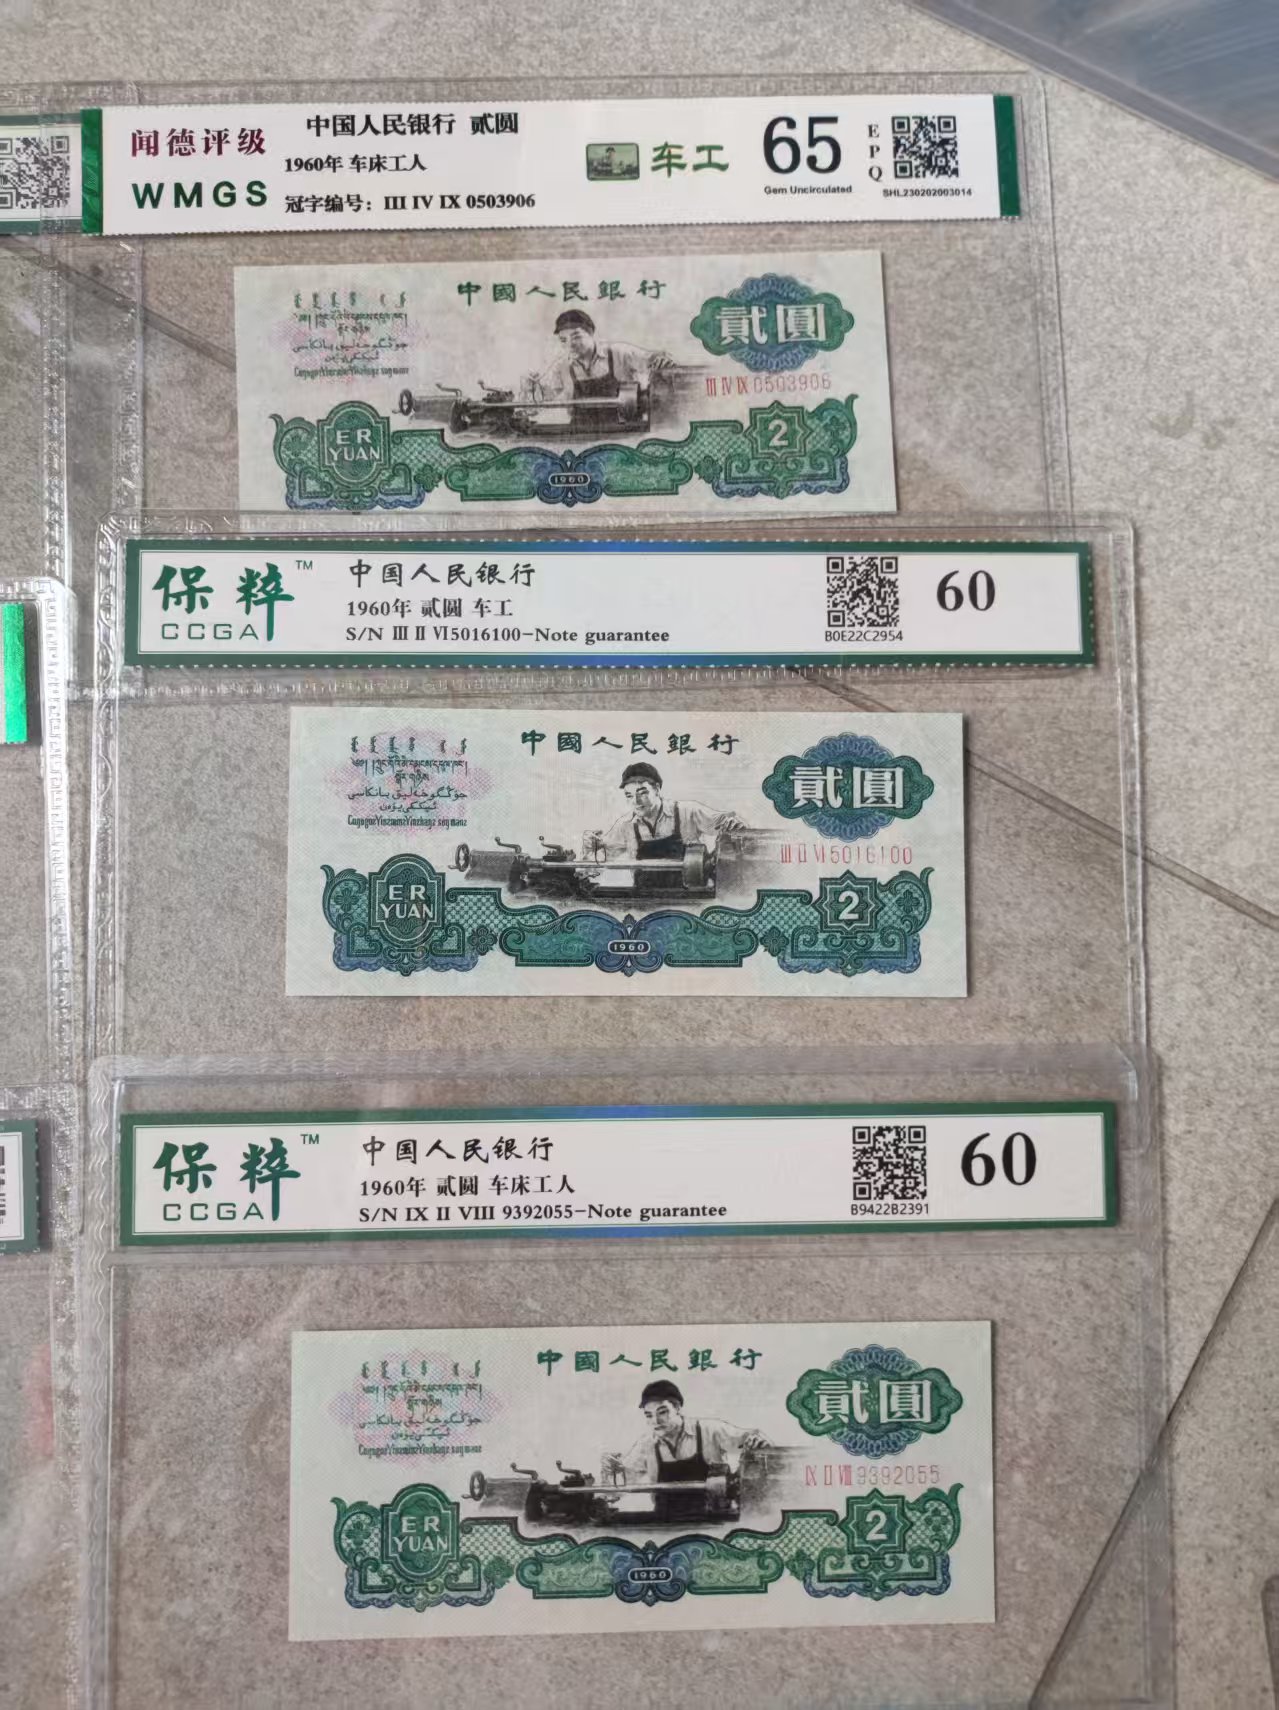 闻德评级
WMGS
中国人民银行 贰圆
1960年 车床工人
冠字编号：III IV IX 0503906
车工
65
Gem Uncirculated
E
P
Q
SHL230202003014
中國人民銀行
貳圓
III IV IX 0503906
ER
YUAN
1960
2
保粹™
CCGA
中国人民银行
1960年 贰圆 车工
S/N III II VI5016100-Note guarantee
B0E22C2954
60
中國人民銀行
貳圓
III II VI 5016100
ER
YUAN
1960
2
保粹™
CCGA
中国人民银行
1960年 贰圆 车床工人
S/N IX II VIII 9392055-Note guarantee
B9422B2391
60
中國人民銀行
貳圓
IX II VIII 9392055
ER
YUAN
1960
2